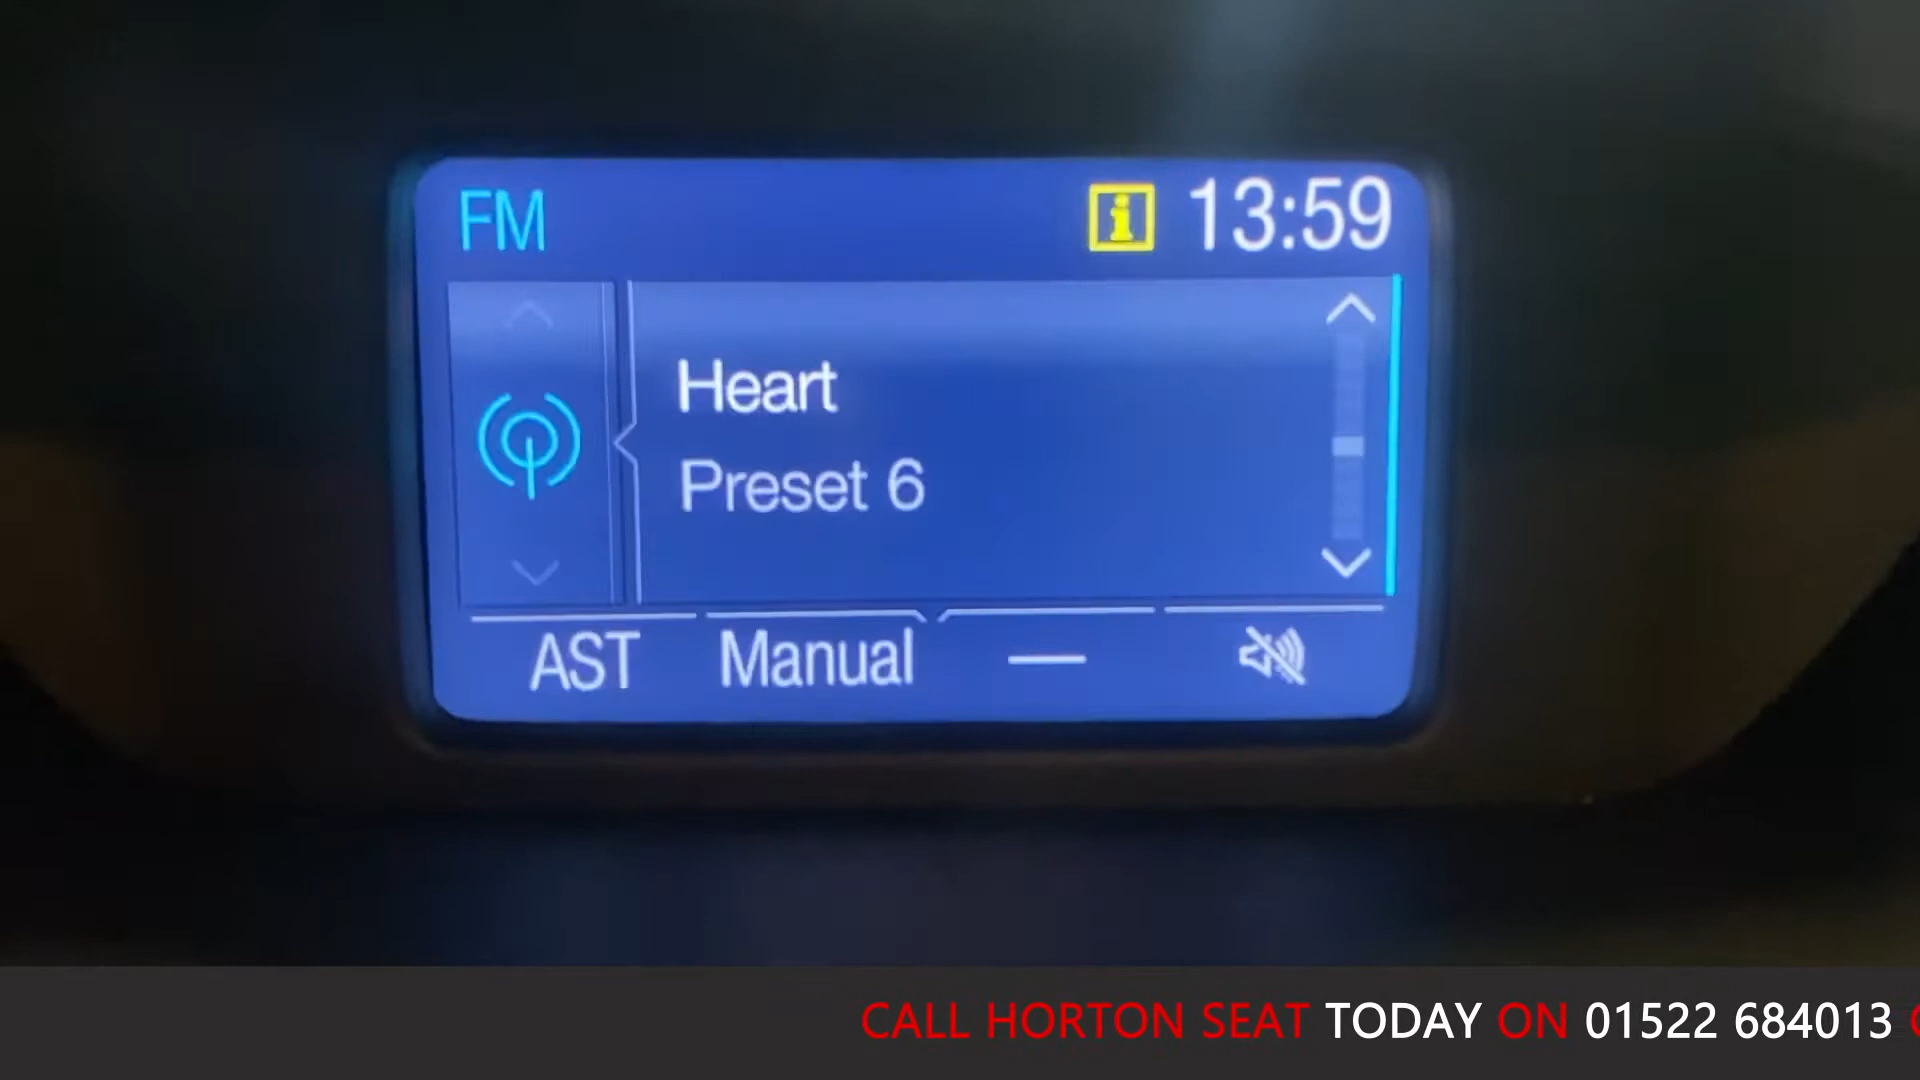 FM
i 13:59
Heart
Preset 6
AST Manual —
CALL HORTON SEAT TODAY ON 01522 684013